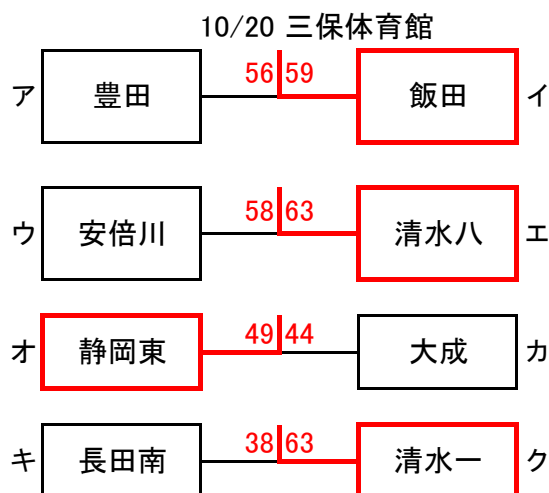 10/20 三保体育館
ア 豊田 56 59 飯田 イ
ウ 安倍川 58 63 清水八 エ
オ 静岡東 49 44 大成 カ
キ 長田南 38 63 清水一 ク